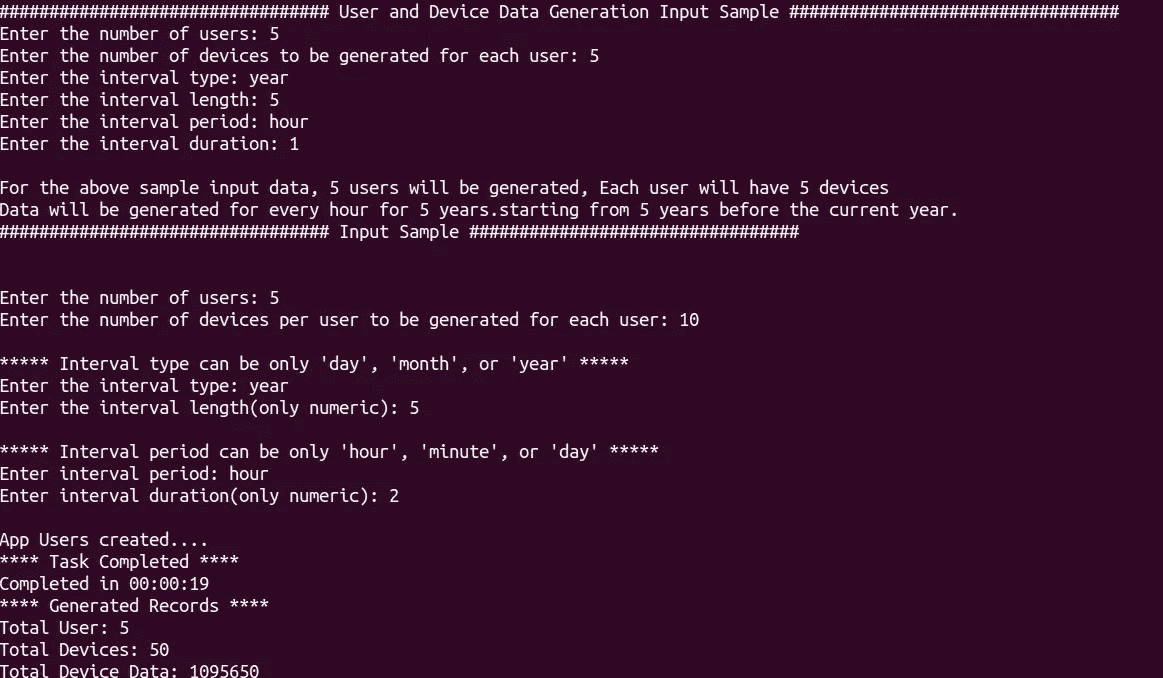 ################################# User and Device Data Generation Input Sample #################################
Enter the number of users: 5
Enter the number of devices to be generated for each user: 5
Enter the interval type: year
Enter the interval length: 5
Enter the interval period: hour
Enter the interval duration: 1
For the above sample input data, 5 users will be generated, Each user will have 5 devices
Data will be generated for every hour for 5 years.starting from 5 years before the current year.
################################# Input Sample #################################
Enter the number of users: 5
Enter the number of devices per user to be generated for each user: 10
***** Interval type can be only 'day', 'month', or 'year' *****
Enter the interval type: year
Enter the interval length(only numeric): 5
***** Interval period can be only 'hour', 'minute', or 'day' *****
Enter interval period: hour
Enter interval duration(only numeric): 2
App Users created....
**** Task Completed ****
Completed in 00:00:19
**** Generated Records ****
Total User: 5
Total Devices: 50
Total Device Data: 1095650